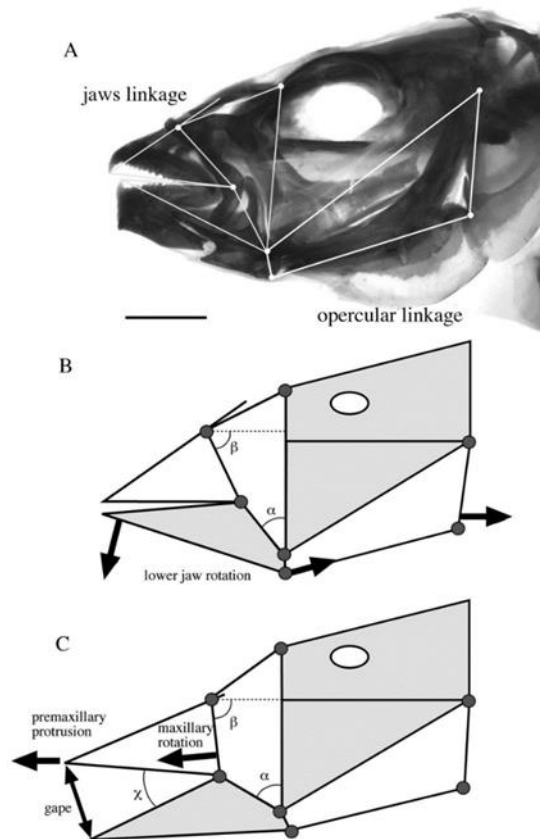 A
jaws linkage
opercular linkage
B
β
α
lower jaw rotation
C
premaxillary
protrusion
maxillary
rotation
β
α
χ
gape